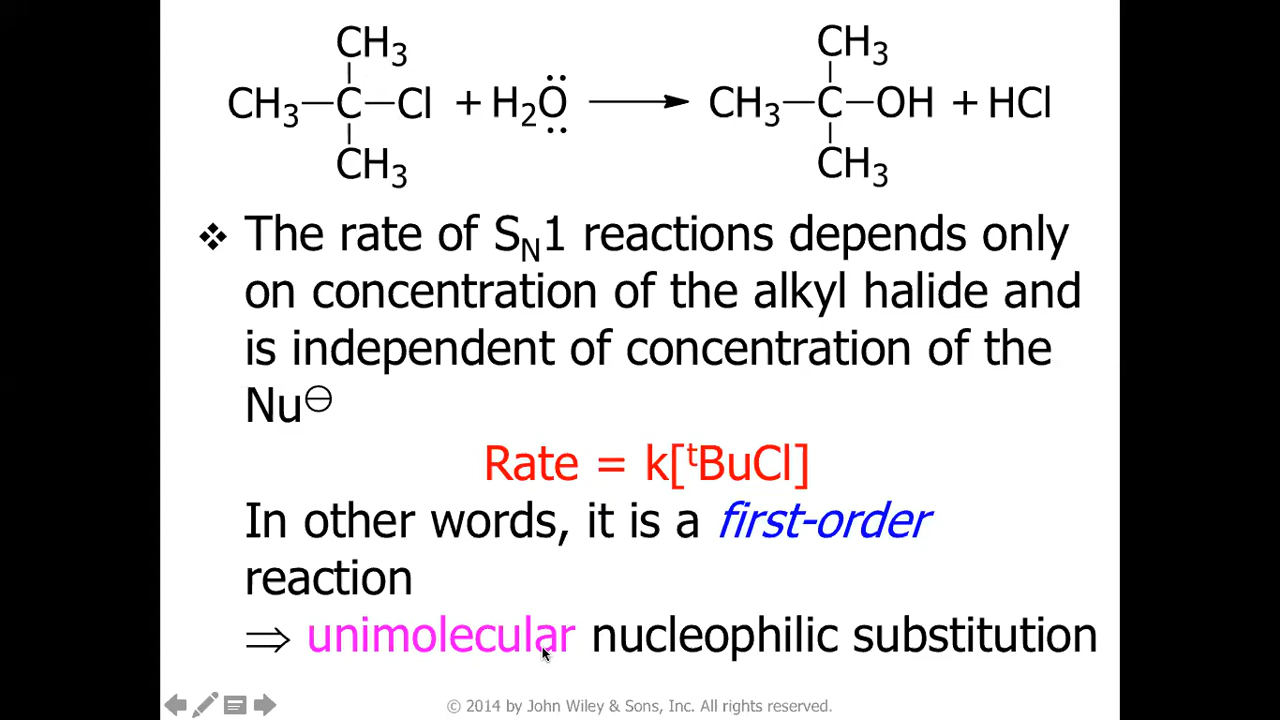 CH₃ CH₃
CH₃—C—Cl + H₂O ⟶ CH₃—C—OH + HCl
CH₃ CH₃
❖ The rate of Sₙ1 reactions depends only
on concentration of the alkyl halide and
is independent of concentration of the
Nu⊖
Rate = k[ᵗBuCl]
In other words, it is a first-order
reaction
⇒ unimolecular nucleophilic substitution
© 2014 by John Wiley & Sons, Inc. All rights reserved.